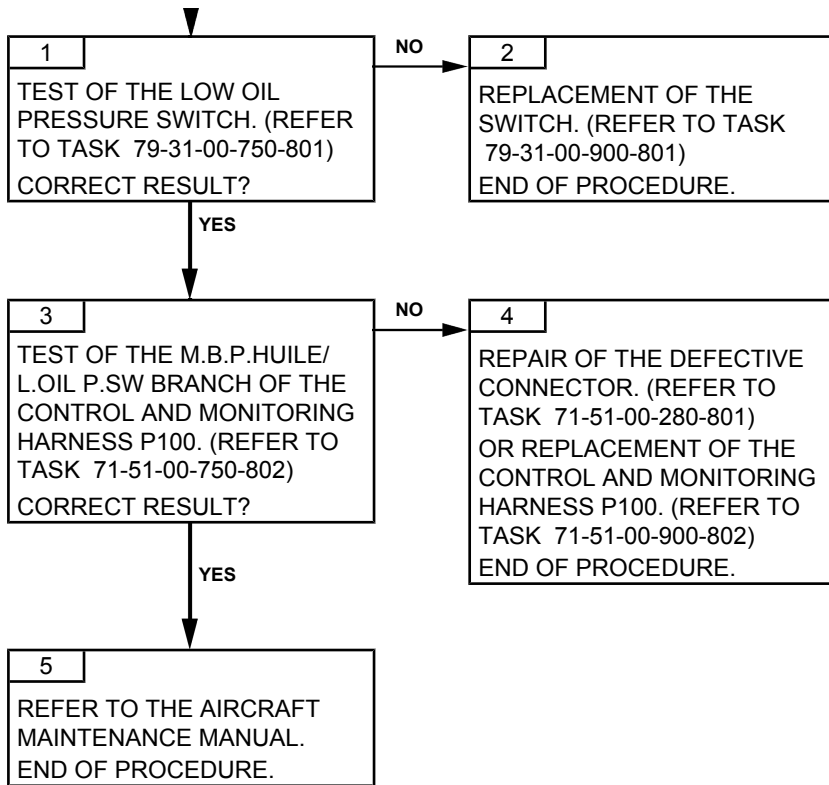 1
TEST OF THE LOW OIL
PRESSURE SWITCH. (REFER
TO TASK 79-31-00-750-801)
CORRECT RESULT?
NO
2
REPLACEMENT OF THE
SWITCH. (REFER TO TASK
79-31-00-900-801)
END OF PROCEDURE.
YES
3
TEST OF THE M.B.P.HUILE/
L.OIL P.SW BRANCH OF THE
CONTROL AND MONITORING
HARNESS P100. (REFER TO
TASK 71-51-00-750-802)
CORRECT RESULT?
NO
4
REPAIR OF THE DEFECTIVE
CONNECTOR. (REFER TO
TASK 71-51-00-280-801)
OR REPLACEMENT OF THE
CONTROL AND MONITORING
HARNESS P100. (REFER TO
TASK 71-51-00-900-802)
END OF PROCEDURE.
YES
5
REFER TO THE AIRCRAFT
MAINTENANCE MANUAL.
END OF PROCEDURE.